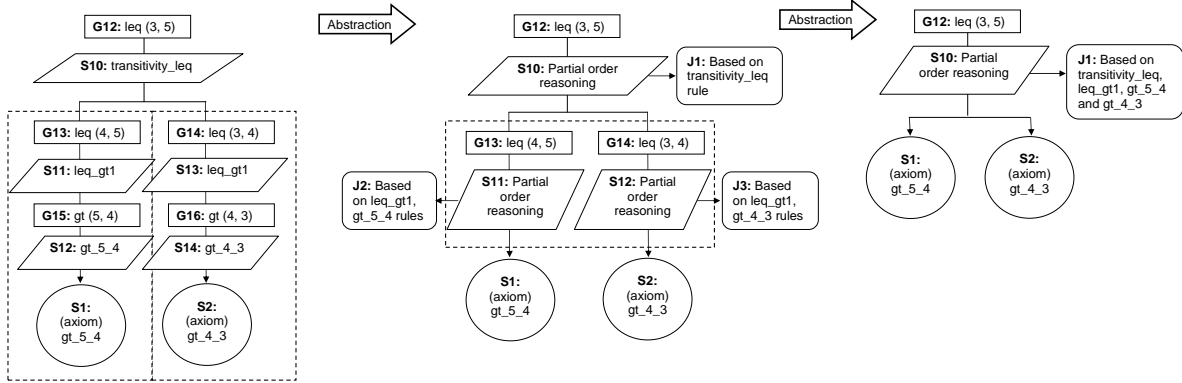 Abstraction
Abstraction
G12: leq (3, 5)
S10: transitivity_leq
G13: leq (4, 5)
G14: leq (3, 4)
S11: leq_gt1
S13: leq_gt1
G15: gt (5, 4)
G16: gt (4, 3)
S12: gt_5_4
S14: gt_4_3
S1:
(axiom)
gt_5_4
S2:
(axiom)
gt_4_3
G12: leq (3, 5)
S10: Partial order
reasoning
J1: Based on
transitivity_leq
rule
G13: leq (4, 5)
G14: leq (3, 4)
J2: Based
on leq_gt1,
gt_5_4 rules
S11: Partial
order
reasoning
S12: Partial
order
reasoning
J3: Based
on leq_gt1,
gt_4_3 rules
S1:
(axiom)
gt_5_4
S2:
(axiom)
gt_4_3
G12: leq (3, 5)
S10: Partial
order
reasoning
J1: Based on
transitivity_leq,
leq_gt1, gt_5_4
and gt_4_3
S1:
(axiom)
gt_5_4
S2:
(axiom)
gt_4_3